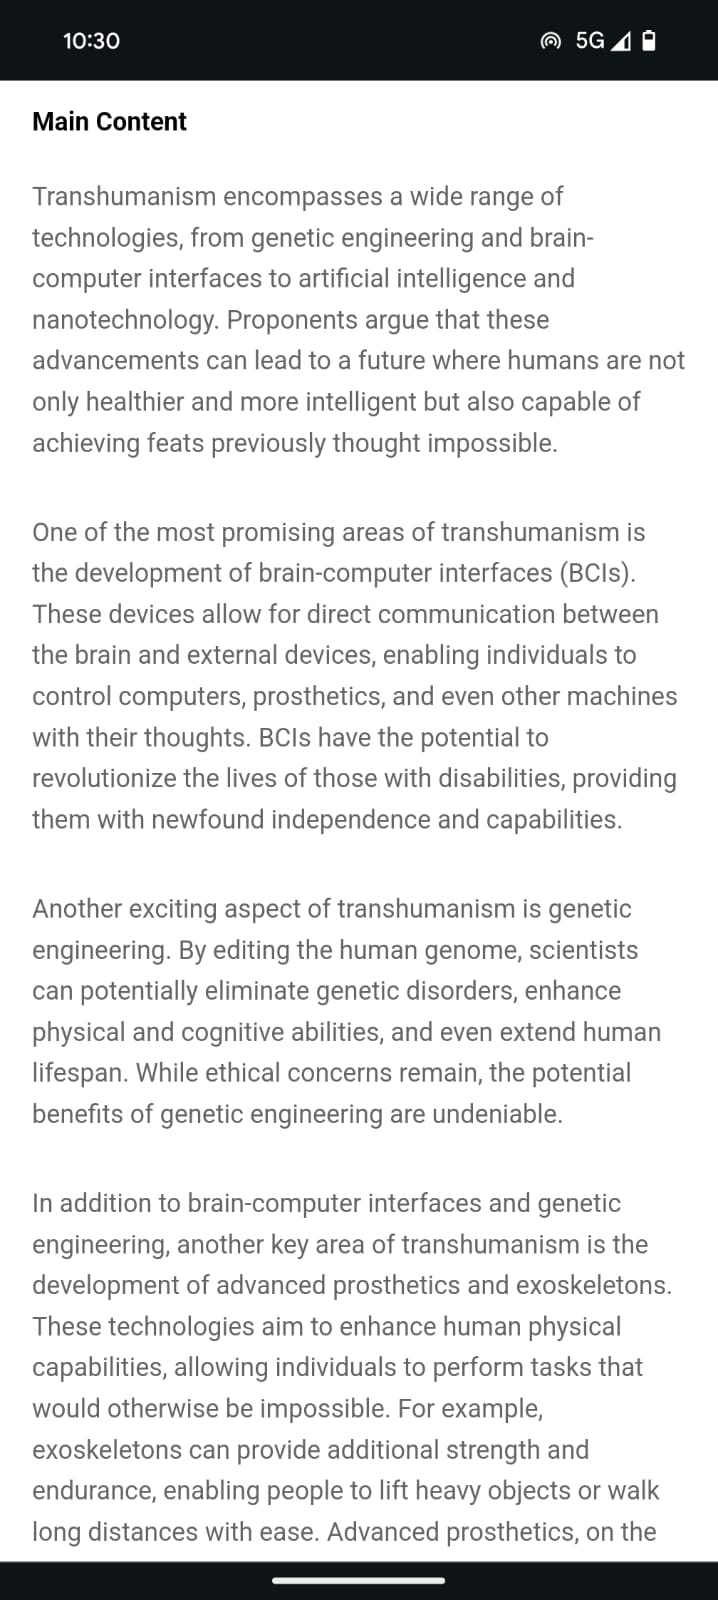 10:30
5G
Main Content
Transhumanism encompasses a wide range of
technologies, from genetic engineering and brain-
computer interfaces to artificial intelligence and
nanotechnology. Proponents argue that these
advancements can lead to a future where humans are not
only healthier and more intelligent but also capable of
achieving feats previously thought impossible.
One of the most promising areas of transhumanism is
the development of brain-computer interfaces (BCIs).
These devices allow for direct communication between
the brain and external devices, enabling individuals to
control computers, prosthetics, and even other machines
with their thoughts. BCIs have the potential to
revolutionize the lives of those with disabilities, providing
them with newfound independence and capabilities.
Another exciting aspect of transhumanism is genetic
engineering. By editing the human genome, scientists
can potentially eliminate genetic disorders, enhance
physical and cognitive abilities, and even extend human
lifespan. While ethical concerns remain, the potential
benefits of genetic engineering are undeniable.
In addition to brain-computer interfaces and genetic
engineering, another key area of transhumanism is the
development of advanced prosthetics and exoskeletons.
These technologies aim to enhance human physical
capabilities, allowing individuals to perform tasks that
would otherwise be impossible. For example,
exoskeletons can provide additional strength and
endurance, enabling people to lift heavy objects or walk
long distances with ease. Advanced prosthetics, on the